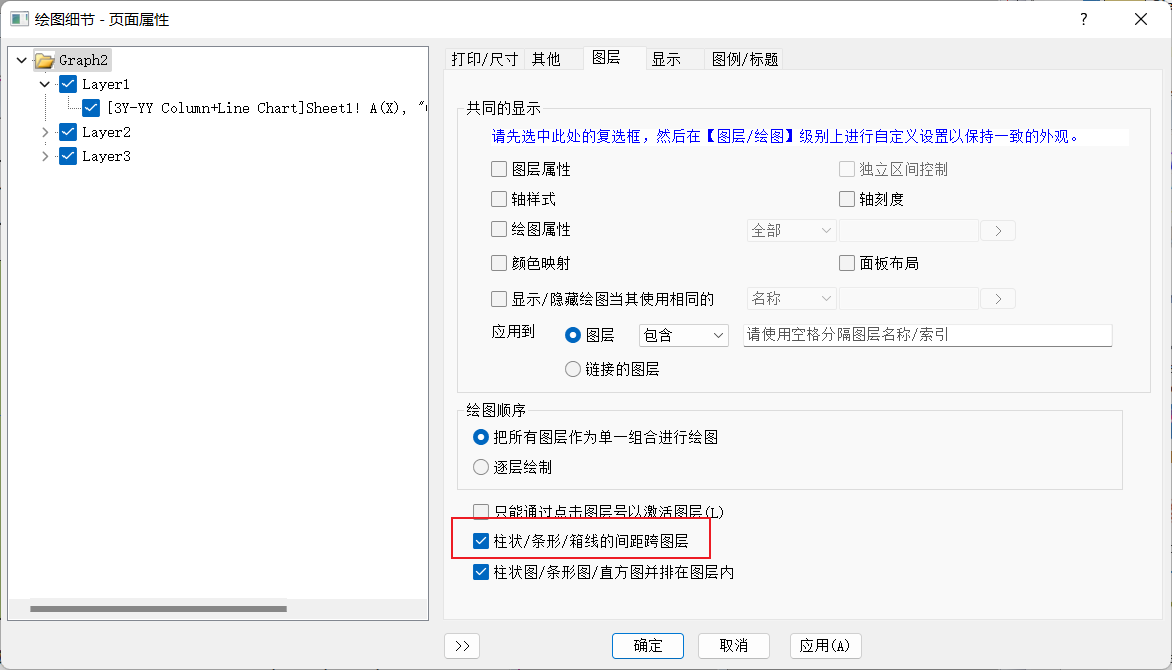 绘图细节 - 页面属性
?
Graph2
Layer1
[3Y-YY Column+Line Chart]Sheet1! A(X), "
Layer2
Layer3
打印/尺寸 其他 图层 显示 图例/标题
共同的显示
请先选中此处的复选框，然后在【图层/绘图】级别上进行自定义设置以保持一致的外观。
图层属性 独立区间控制
轴样式 轴刻度
绘图属性 全部
颜色映射 面板布局
显示/隐藏绘图当其使用相同的 名称
应用到 图层 包含 请使用空格分隔图层名称/索引
链接的图层
绘图顺序
把所有图层作为单一组合进行绘图
逐层绘制
只能通过点击图层号以激活图层(L)
柱状/条形/箱线的间距跨图层
柱状图/条形图/直方图并排在图层内
>> 确定 取消 应用(A)